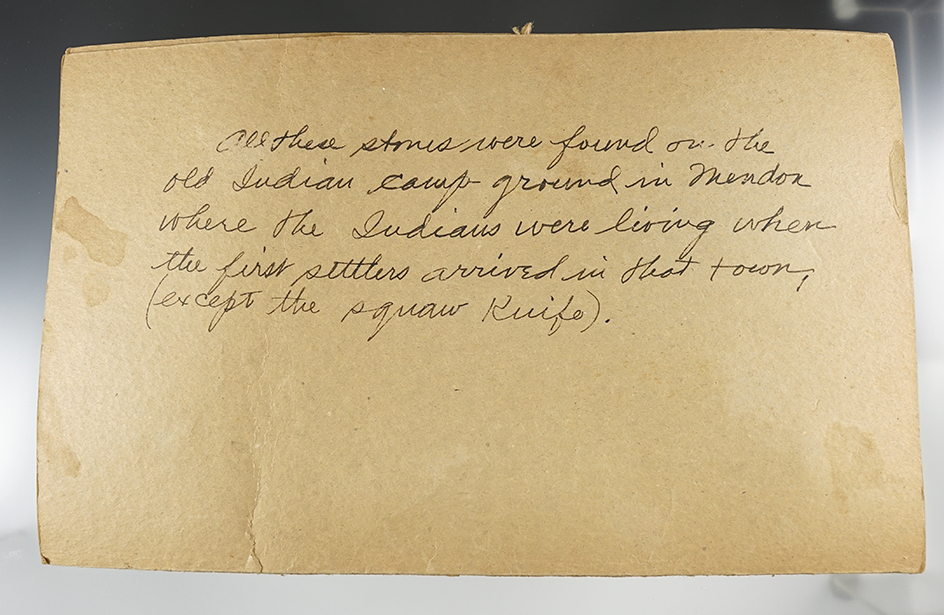 All these stones were found on the
old Indian camp ground in Mendon
where the Indians were living when
the first settlers arrived in that town,
(except the squaw Knife).